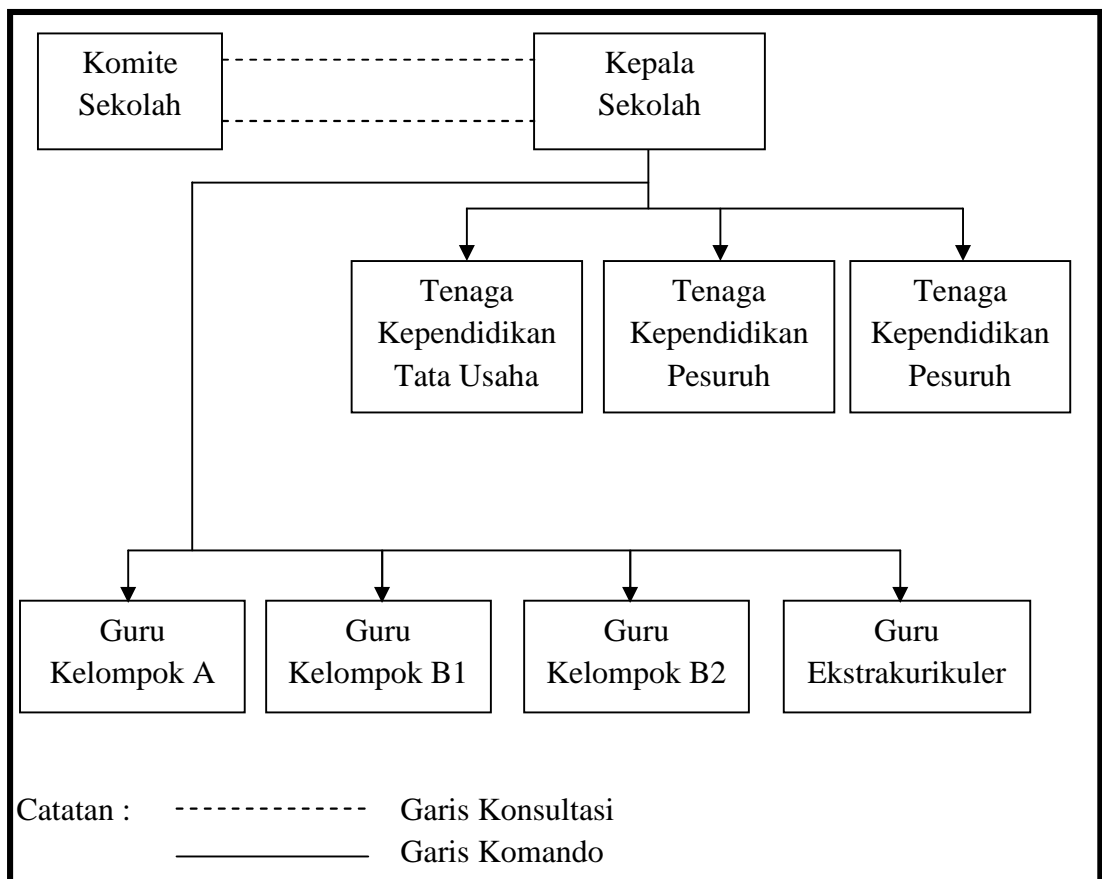 Komite
Sekolah
Kepala
Sekolah
Tenaga
Kependidikan
Tata Usaha
Tenaga
Kependidikan
Pesuruh
Tenaga
Kependidikan
Pesuruh
Guru
Kelompok A
Guru
Kelompok B1
Guru
Kelompok B2
Guru
Ekstrakurikuler
Catatan :
Garis Konsultasi
Garis Komando